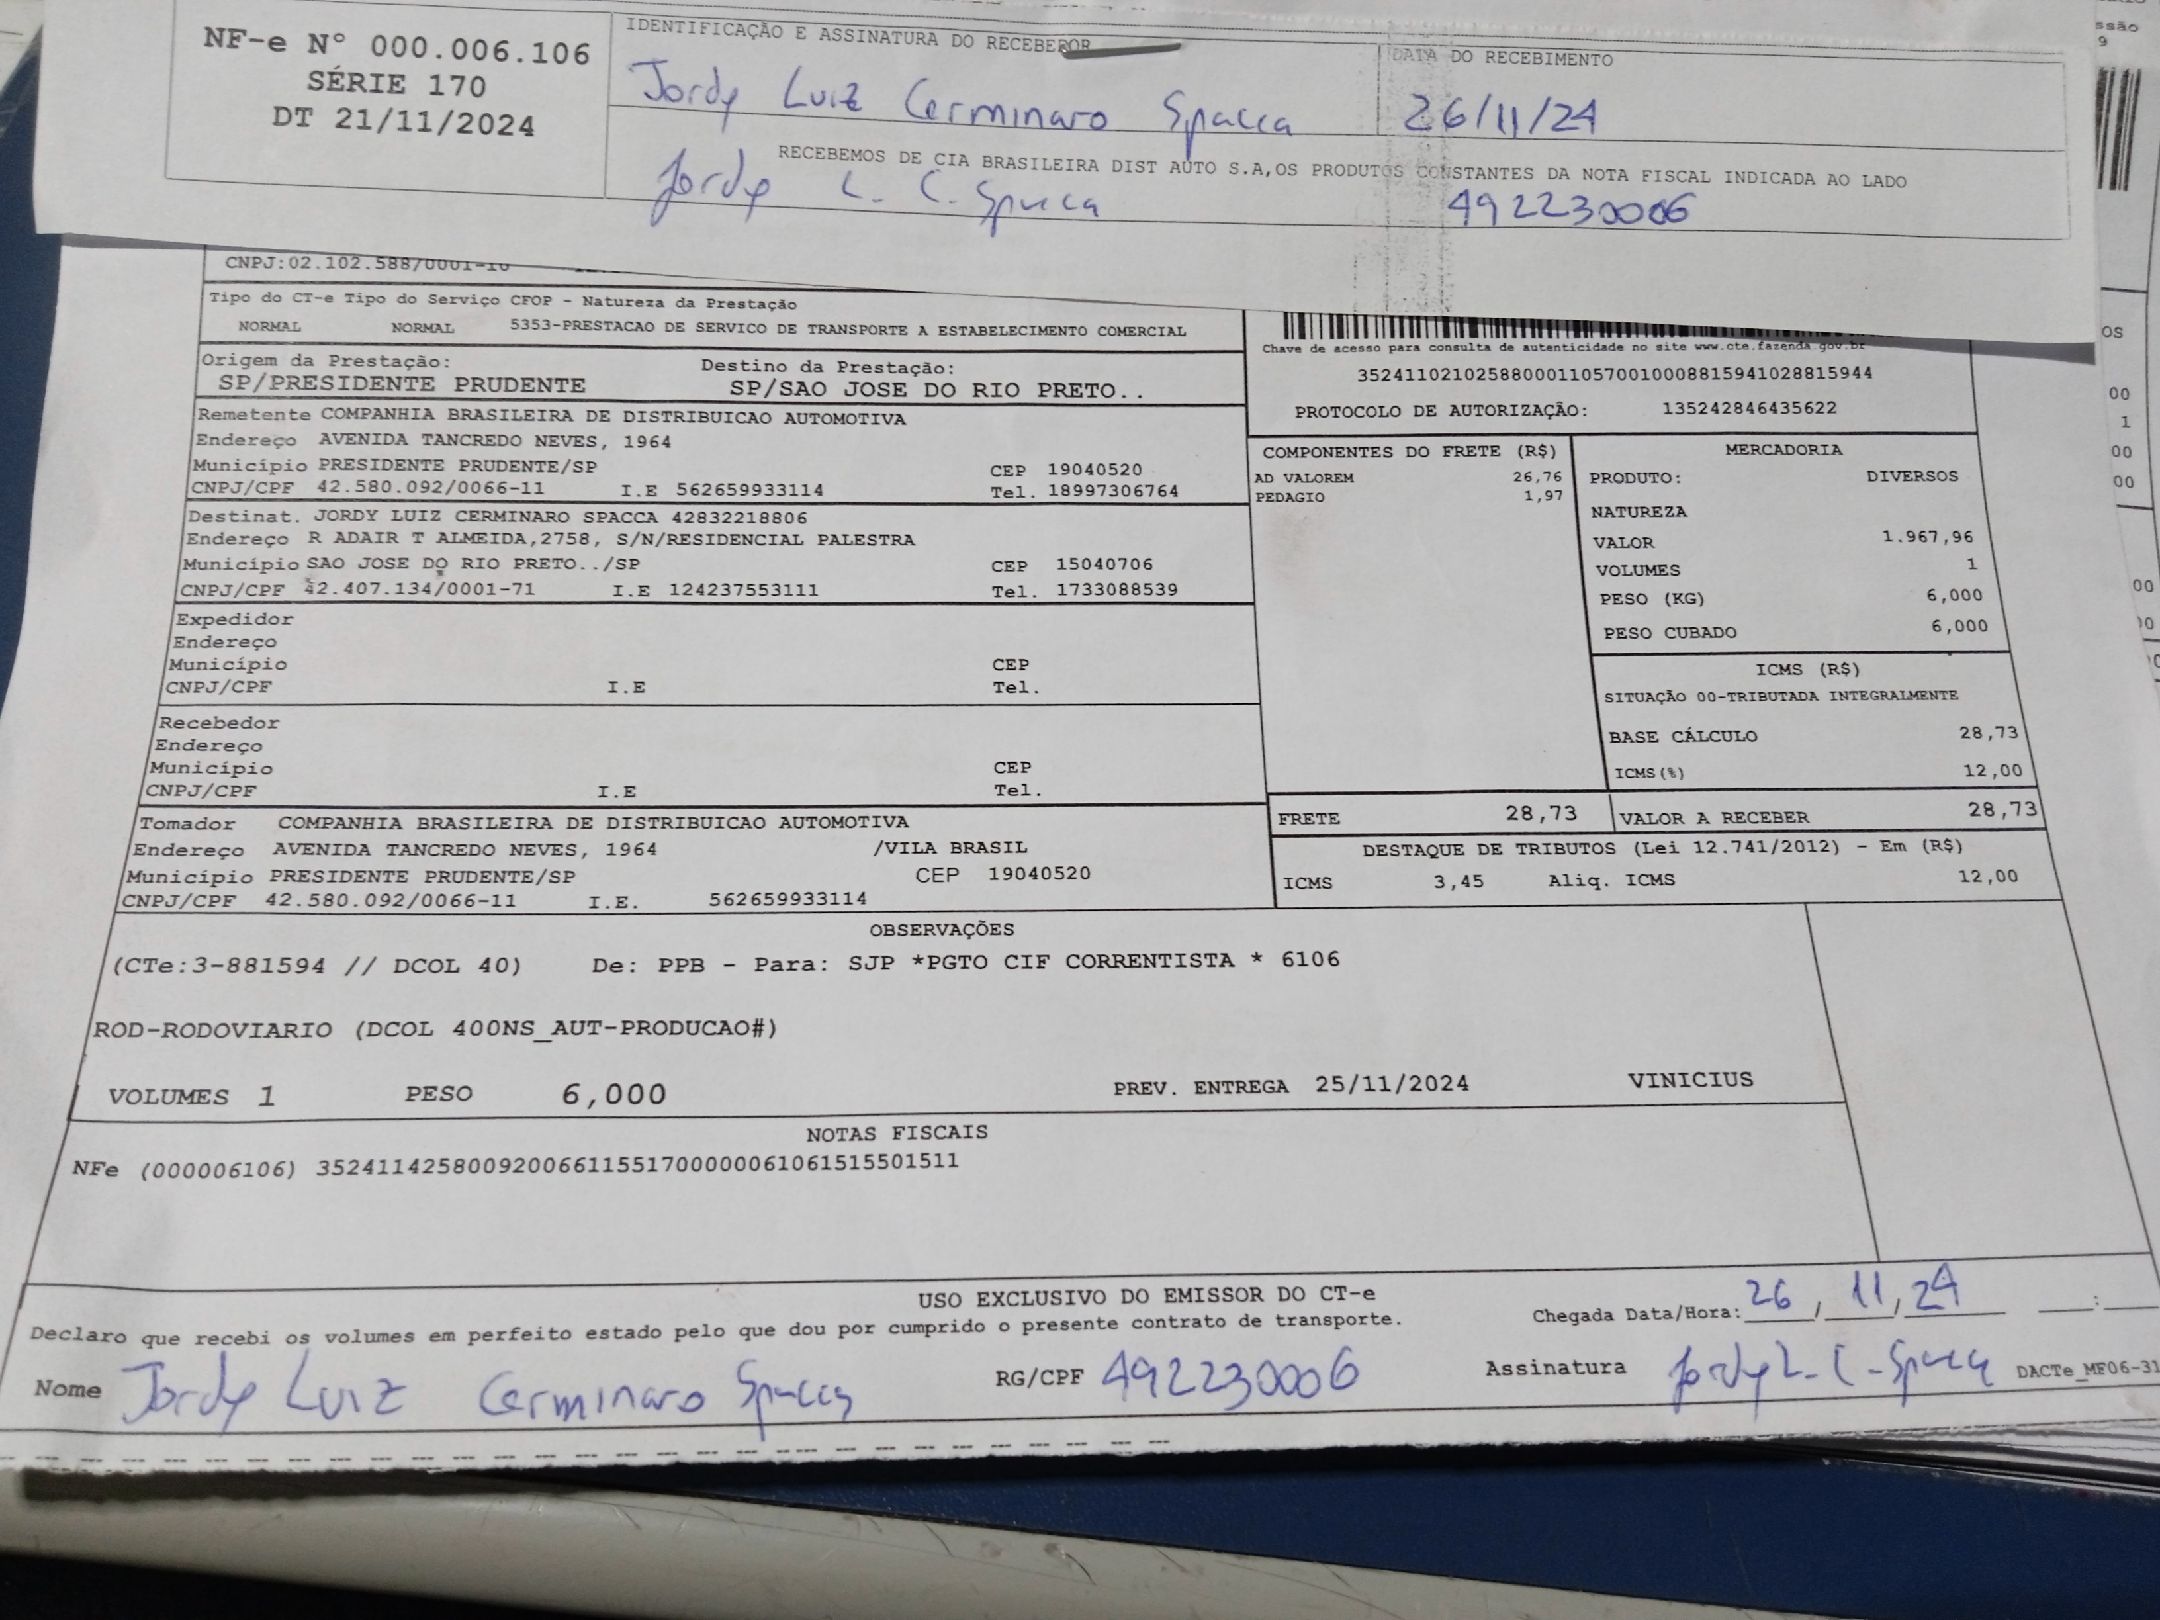 NF-e Nº 000.006.106
SÉRIE 170
DT 21/11/2024
IDENTIFICAÇÃO E ASSINATURA DO RECEBEDOR
DATA DO RECEBIMENTO
Jordy Luiz Cerminaro Spacca 26/11/24
RECEBEMOS DE CIA BRASILEIRA DIST AUTO S.A,OS PRODUTOS CONSTANTES DA NOTA FISCAL INDICADA AO LADO
Jordy L. C. Spacca 492230006
CNPJ:02.102.588/0001-10
Tipo do CT-e Tipo do Serviço CFOP - Natureza da Prestação
NORMAL NORMAL 5353-PRESTACAO DE SERVICO DE TRANSPORTE A ESTABELECIMENTO COMERCIAL
Origem da Prestação: Destino da Prestação:
SP/PRESIDENTE PRUDENTE SP/SAO JOSE DO RIO PRETO..
Remetente COMPANHIA BRASILEIRA DE DISTRIBUICAO AUTOMOTIVA
Endereço AVENIDA TANCREDO NEVES, 1964
Município PRESIDENTE PRUDENTE/SP CEP 19040520
CNPJ/CPF 42.580.092/0066-11 I.E 562659933114 Tel. 18997306764
Destinat. JORDY LUIZ CERMINARO SPACCA 42832218806
Endereço R ADAIR T ALMEIDA,2758, S/N/RESIDENCIAL PALESTRA
Município SAO JOSE DO RIO PRETO../SP CEP 15040706
CNPJ/CPF 42.407.134/0001-71 I.E 124237553111 Tel. 1733088539
Expedidor
Endereço
Município CEP
CNPJ/CPF I.E Tel.
Recebedor
Endereço
Município CEP
CNPJ/CPF I.E Tel.
Tomador COMPANHIA BRASILEIRA DE DISTRIBUICAO AUTOMOTIVA
Endereço AVENIDA TANCREDO NEVES, 1964 /VILA BRASIL
Município PRESIDENTE PRUDENTE/SP CEP 19040520
CNPJ/CPF 42.580.092/0066-11 I.E. 562659933114
Chave de acesso para consulta de autenticidade no site www.cte.fazenda.gov.br
35241102102588000110570010008815941028815944
PROTOCOLO DE AUTORIZAÇÃO: 135242846435622
COMPONENTES DO FRETE (R$)
AD VALOREM 26,76
PEDAGIO 1,97
MERCADORIA
PRODUTO: DIVERSOS
NATUREZA
VALOR 1.967,96
VOLUMES 1
PESO (KG) 6,000
PESO CUBADO 6,000
ICMS (R$)
SITUAÇÃO 00-TRIBUTADA INTEGRALMENTE
BASE CÁLCULO 28,73
ICMS(%) 12,00
FRETE 28,73 VALOR A RECEBER 28,73
DESTAQUE DE TRIBUTOS (Lei 12.741/2012) - Em (R$)
ICMS 3,45 Aliq. ICMS 12,00
OBSERVAÇÕES
(CTe:3-881594 // DCOL 40) De: PPB - Para: SJP *PGTO CIF CORRENTISTA * 6106
ROD-RODOVIARIO (DCOL 400NS_AUT-PRODUCAO#)
VOLUMES 1 PESO 6,000 PREV. ENTREGA 25/11/2024 VINICIUS
NOTAS FISCAIS
NFe (000006106) 35241142580092006611551700000061061515501511
USO EXCLUSIVO DO EMISSOR DO CT-e
Declaro que recebi os volumes em perfeito estado pelo que dou por cumprido o presente contrato de transporte. Chegada Data/Hora: 26/11/24 __:__
Nome Jordy Luiz Cerminaro Spacca RG/CPF 492230006 Assinatura Jordy L. C. Spacca DACTe_MF06-31